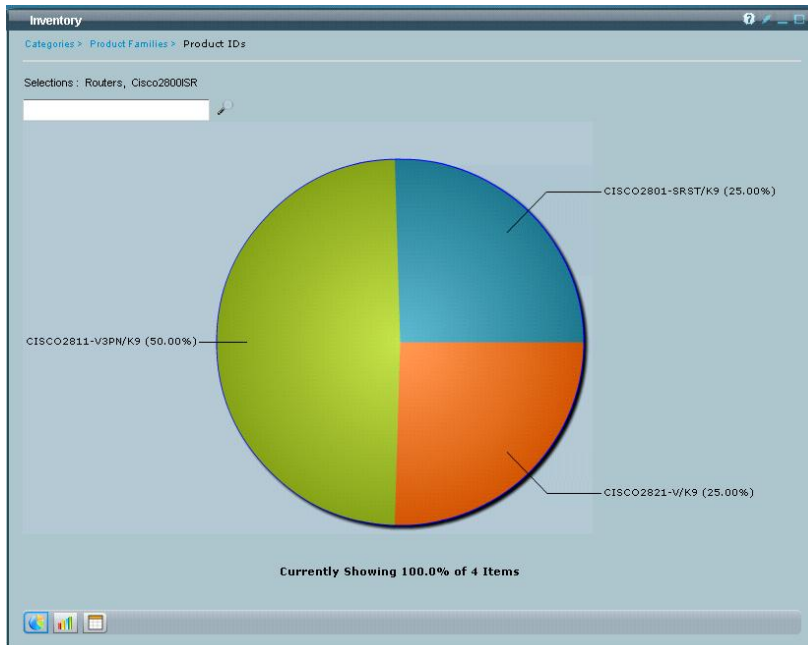 Inventory
Categories > Product Families > Product IDs
Selections : Routers, Cisco2800ISR
CISCO2801-SRST/K9 (25.00%)
CISCO2811-V3PN/K9 (50.00%)
CISCO2821-V/K9 (25.00%)
Currently Showing 100.0% of 4 Items